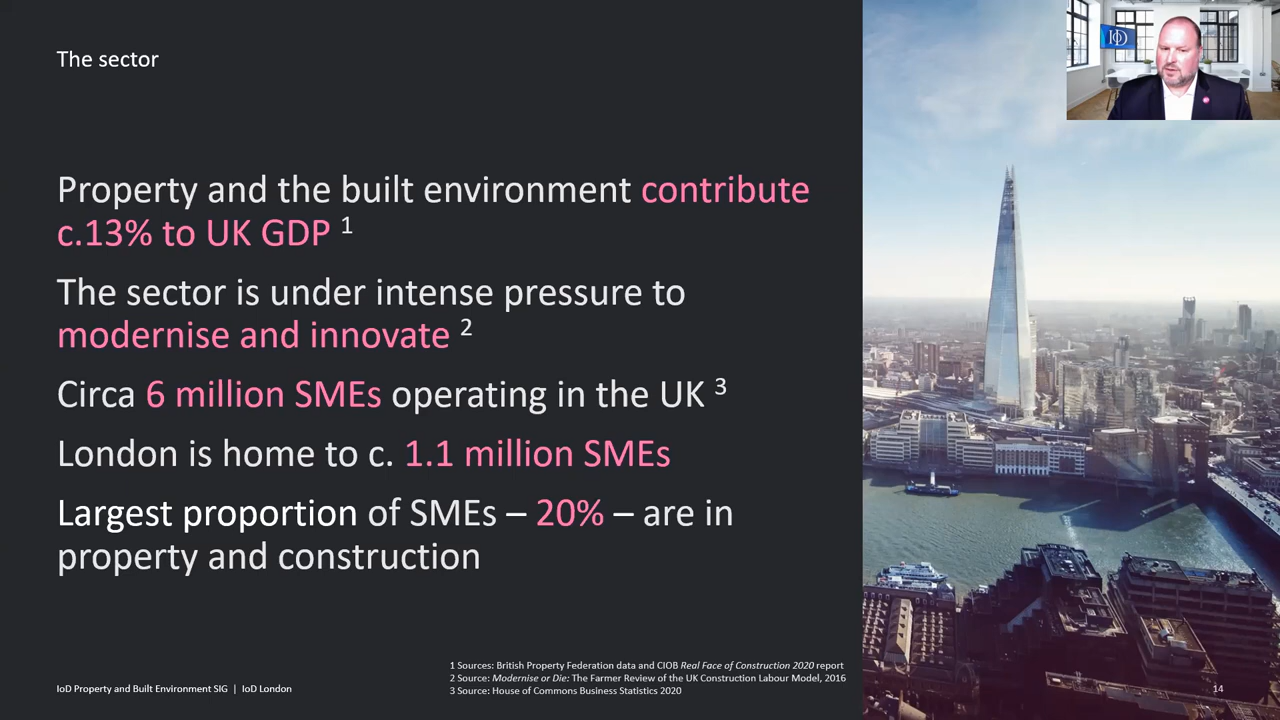 The sector
IOD
Property and the built environment contribute
c.13% to UK GDP 1
The sector is under intense pressure to
modernise and innovate 2
Circa 6 million SMEs operating in the UK 3
London is home to c. 1.1 million SMEs
Largest proportion of SMEs – 20% – are in
property and construction
1 Sources: British Property Federation data and CIOB Real Face of Construction 2020 report
2 Source: Modernise or Die: The Farmer Review of the UK Construction Labour Model, 2016
3 Source: House of Commons Business Statistics 2020
IoD Property and Built Environment SIG | IoD London
14